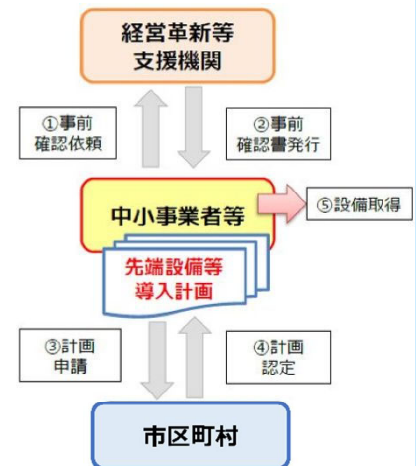 経営革新等
支援機関
①事前
確認依頼
②事前
確認書発行
中小事業者等
⑤設備取得
先端設備等
導入計画
③計画
申請
④計画
認定
市区町村